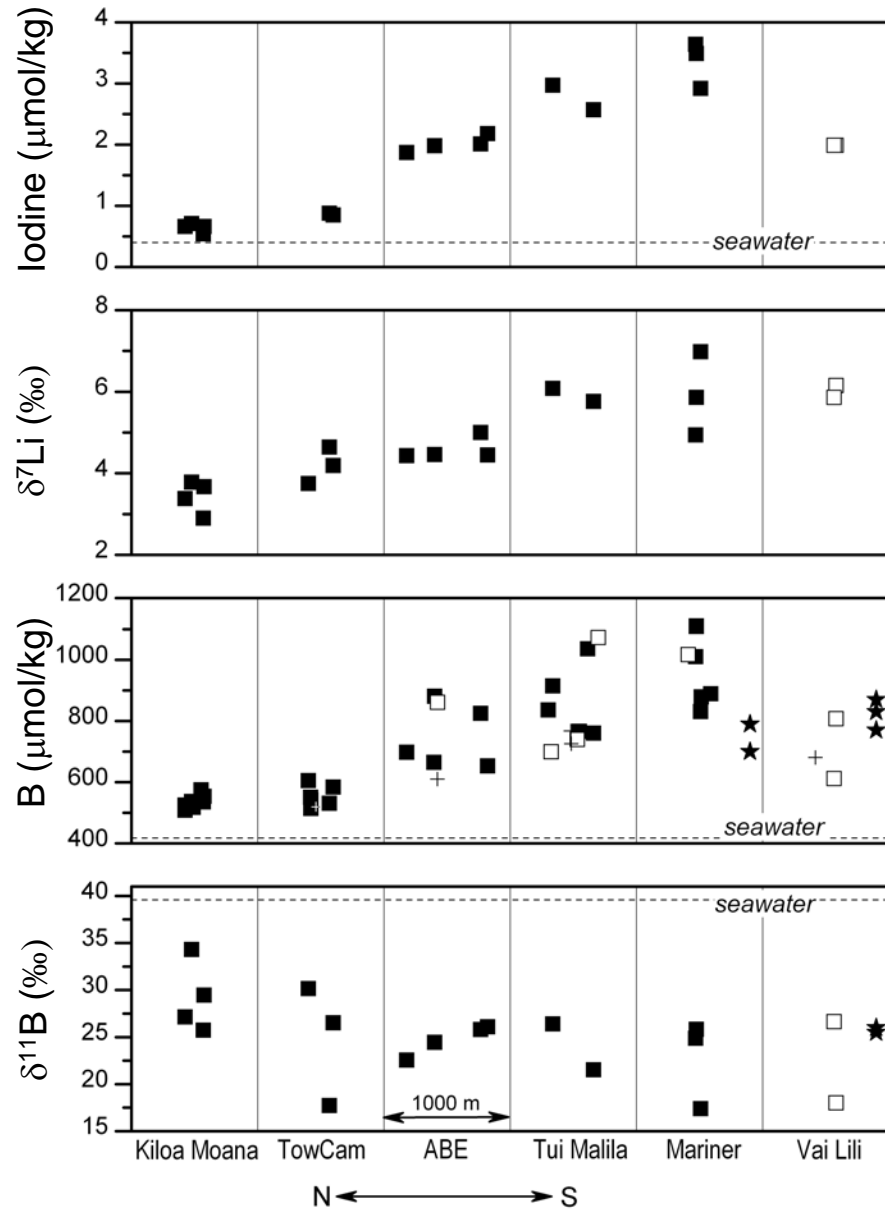 Iodine (μmol/kg)
4
3
2
1
0
seawater
δ⁷Li (‰)
8
6
4
2
B (μmol/kg)
1200
1000
800
600
400
seawater
δ¹¹B (‰)
40
35
30
25
20
15
seawater
1000 m
Kiloa Moana TowCam ABE Tui Malila Mariner Vai Lili
N S